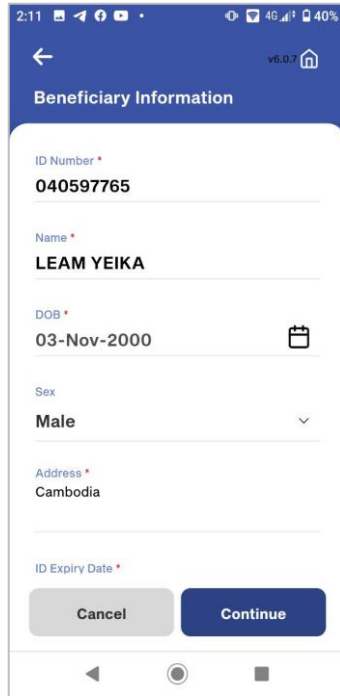 2:11 4G 40%
v6.0.7
Beneficiary Information
ID Number *
040597765
Name *
LEAM YEIKA
DOB *
03-Nov-2000
Sex
Male
Address *
Cambodia
ID Expiry Date *
Cancel Continue